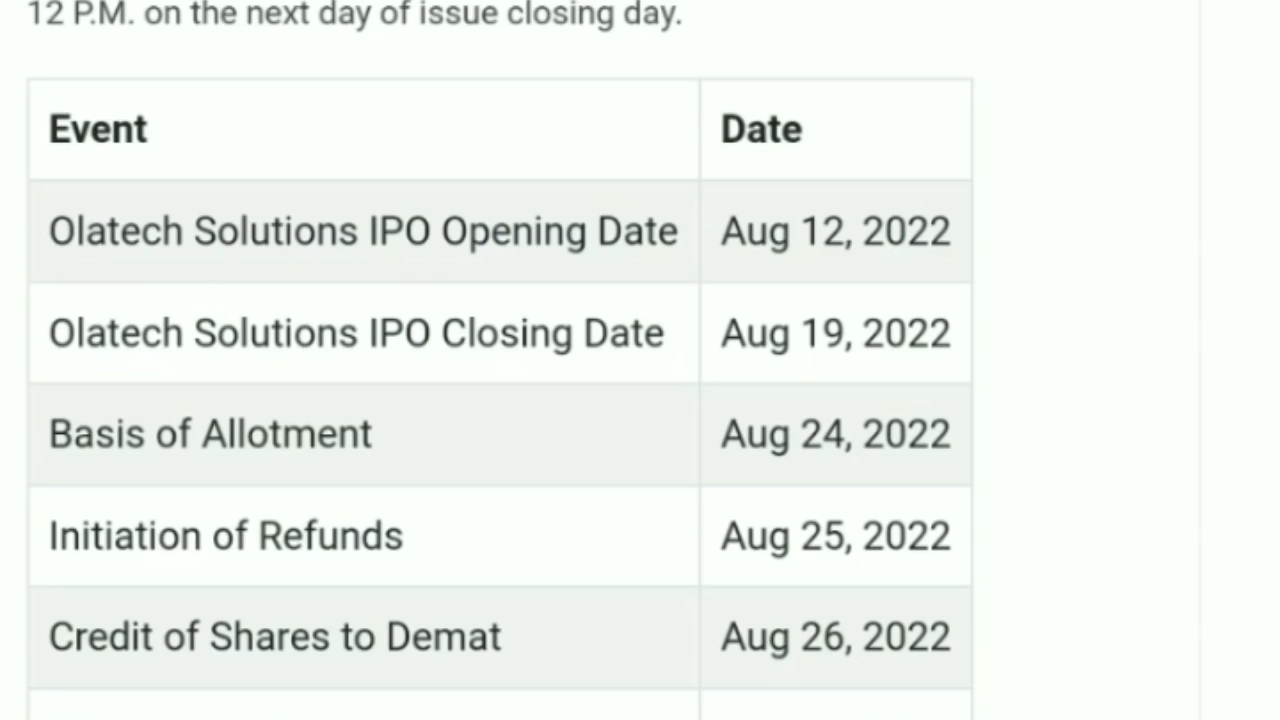 12 P.M. on the next day of issue closing day.
Event Date
Olatech Solutions IPO Opening Date Aug 12, 2022
Olatech Solutions IPO Closing Date Aug 19, 2022
Basis of Allotment Aug 24, 2022
Initiation of Refunds Aug 25, 2022
Credit of Shares to Demat Aug 26, 2022